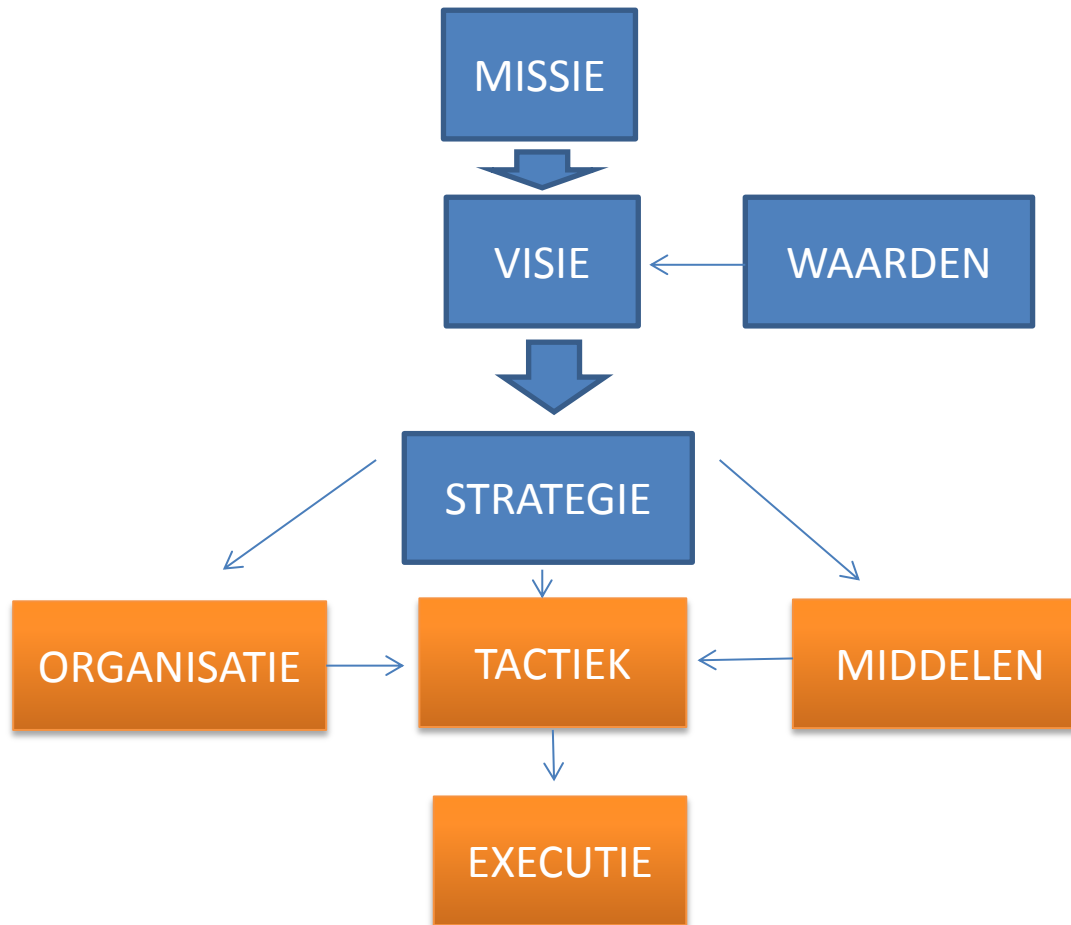 MISSIE
VISIE
WAARDEN
STRATEGIE
ORGANISATIE
TACTIEK
MIDDELEN
EXECUTIE